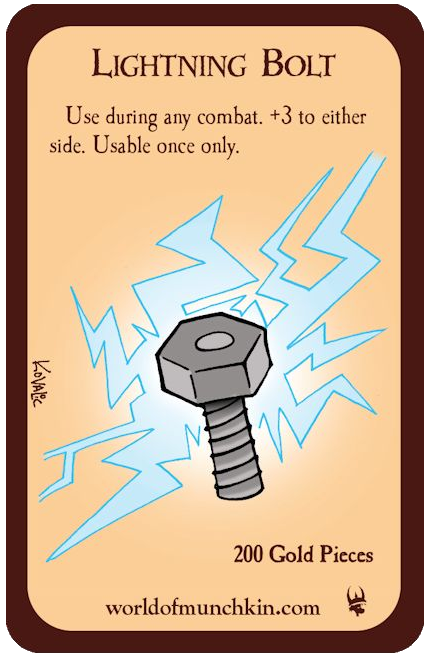 Lightning Bolt
Use during any combat. +3 to either
side. Usable once only.
Kovalic
200 Gold Pieces
worldofmunchkin.com